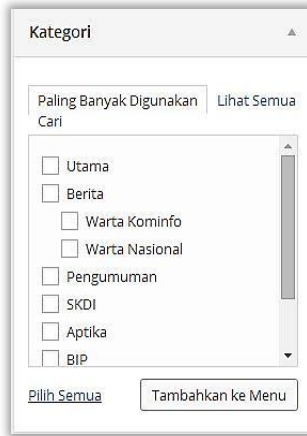 Kategori
Paling Banyak Digunakan Lihat Semua
Cari
Utama
Berita
Warta Kominfo
Warta Nasional
Pengumuman
SKDI
Aptika
BIP
Pilih Semua Tambahkan ke Menu